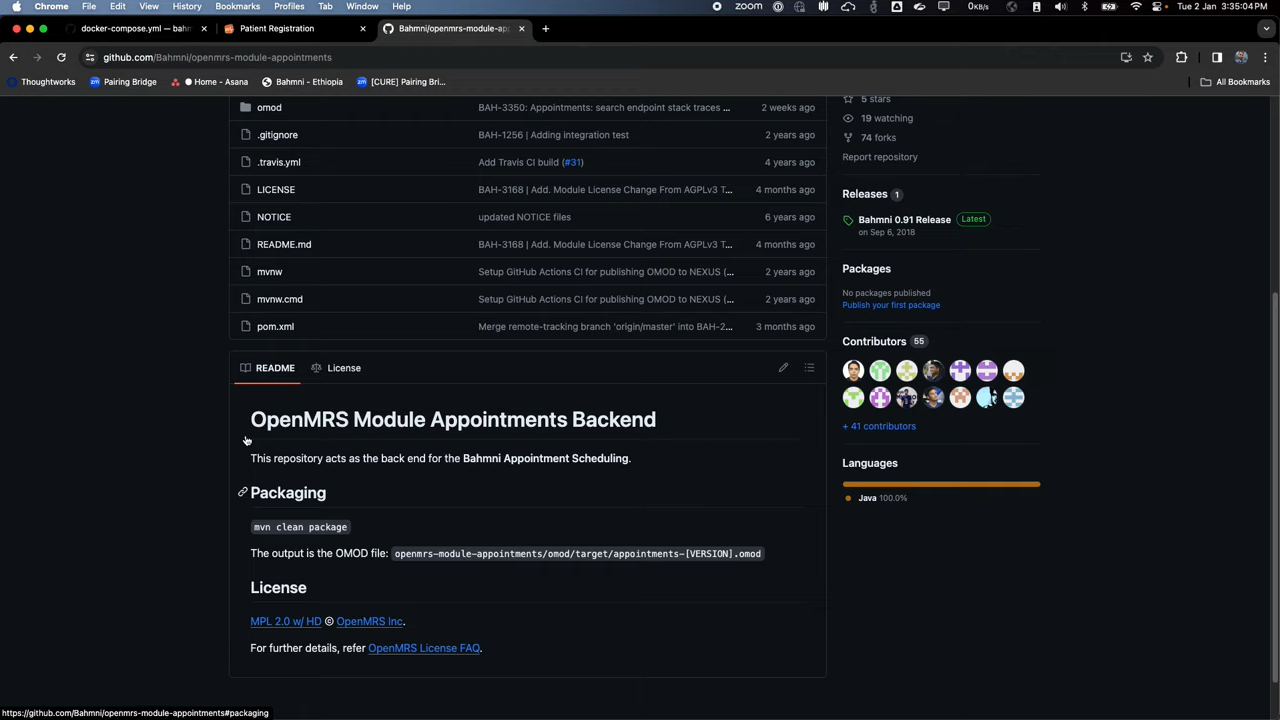 Chrome File Edit View History Bookmarks Profiles Tab Window Help zoom 0KB/s Tue 2 Jan 3:35:04 PM
docker-compose.yml — bahm Patient Registration Bahmni/openmrs-module-app
github.com/Bahmni/openmrs-module-appointments
Thoughtworks Pairing Bridge Home - Asana Bahmni - Ethiopia [CURE] Pairing Bri... All Bookmarks
5 stars
omod BAH-3350: Appointments: search endpoint stack traces ... 2 weeks ago
19 watching
.gitignore BAH-1256 | Adding integration test 2 years ago
74 forks
Report repository
.travis.yml Add Travis CI build (#31) 4 years ago
LICENSE BAH-3168 | Add. Module License Change From AGPLv3 T... 4 months ago
Releases 1
NOTICE updated NOTICE files 6 years ago
Bahmni 0.91 Release Latest
on Sep 6, 2018
README.md BAH-3168 | Add. Module License Change From AGPLv3 T... 4 months ago
Packages
mvnw Setup GitHub Actions CI for publishing OMOD to NEXUS (... 2 years ago
No packages published
mvnw.cmd Setup GitHub Actions CI for publishing OMOD to NEXUS (... 2 years ago
Publish your first package
pom.xml Merge remote-tracking branch 'origin/master' into BAH-2... 3 months ago
Contributors 55
README License
+ 41 contributors
OpenMRS Module Appointments Backend
This repository acts as the back end for the Bahmni Appointment Scheduling.
Languages
Java 100.0%
Packaging
mvn clean package
The output is the OMOD file: openmrs-module-appointments/omod/target/appointments-[VERSION].omod
License
MPL 2.0 w/ HD © OpenMRS Inc.
For further details, refer OpenMRS License FAQ.
https://github.com/Bahmni/openmrs-module-appointments#packaging